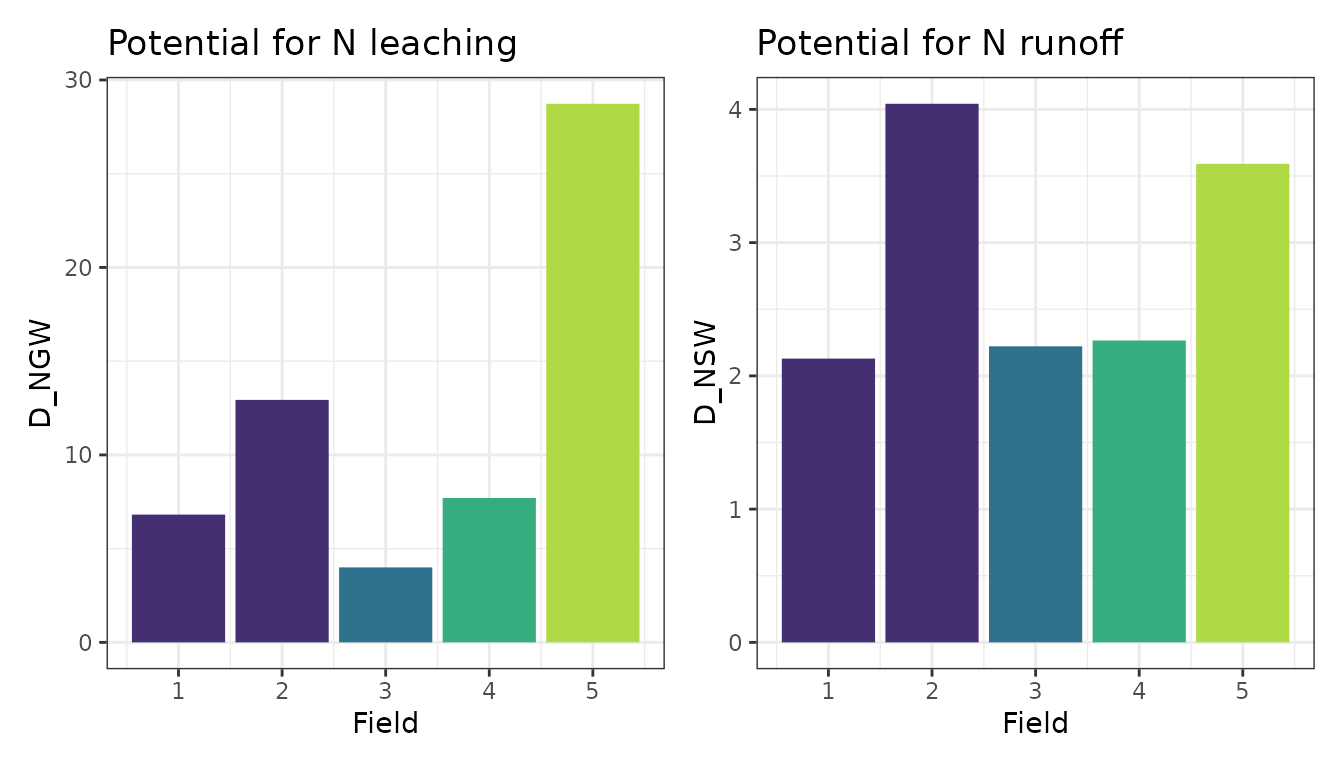 Potential for N leaching
30
20
10
0
D_NGW
1 2 3 4 5
Field
Potential for N runoff
4
3
2
1
0
D_NSW
1 2 3 4 5
Field